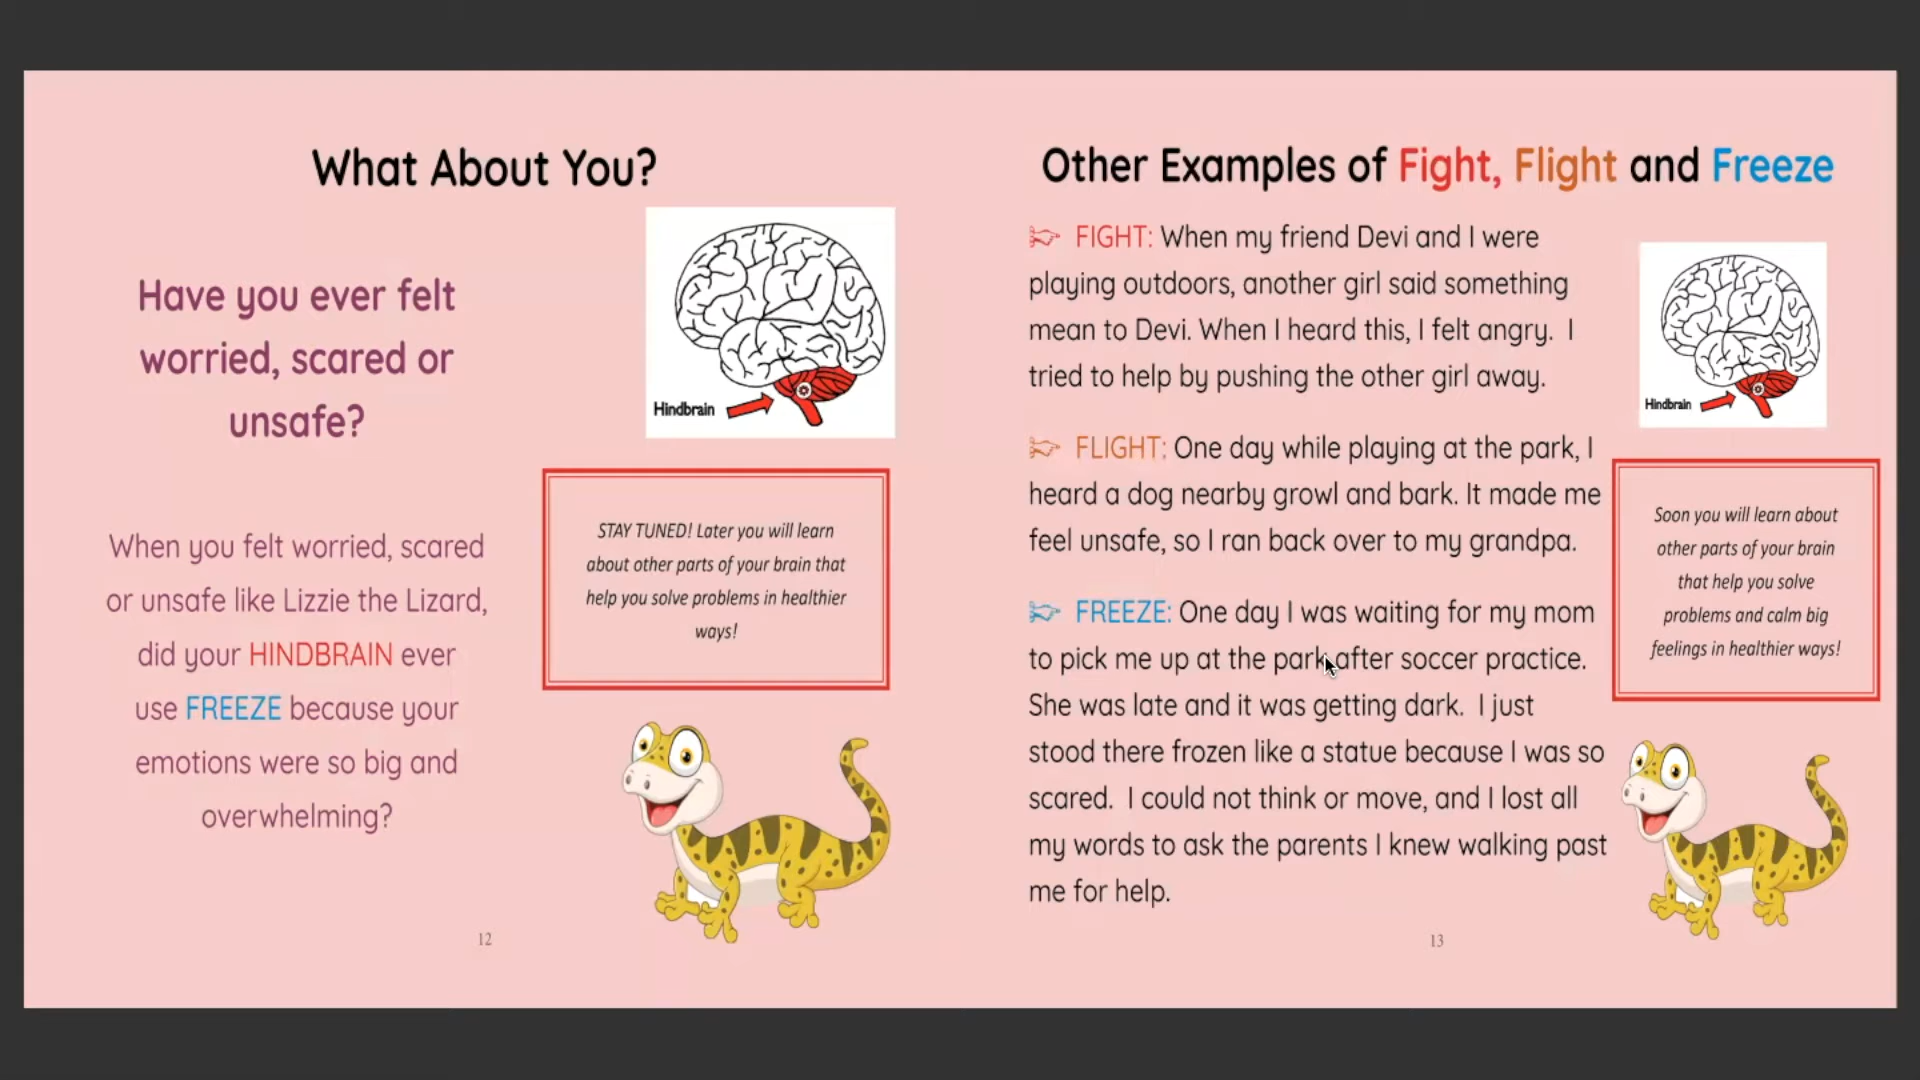 What About You?
Have you ever felt
worried, scared or
unsafe?
Hindbrain
When you felt worried, scared
or unsafe like Lizzie the Lizard,
did your HINDBRAIN ever
use FREEZE because your
emotions were so big and
overwhelming?
STAY TUNED! Later you will learn
about other parts of your brain that
help you solve problems in healthier
ways!
12
Other Examples of Fight, Flight and Freeze
FIGHT: When my friend Devi and I were
playing outdoors, another girl said something
mean to Devi. When I heard this, I felt angry. I
tried to help by pushing the other girl away.
FLIGHT: One day while playing at the park, I
heard a dog nearby growl and bark. It made me
feel unsafe, so I ran back over to my grandpa.
FREEZE: One day I was waiting for my mom
to pick me up at the park after soccer practice.
She was late and it was getting dark. I just
stood there frozen like a statue because I was so
scared. I could not think or move, and I lost all
my words to ask the parents I knew walking past
me for help.
Hindbrain
Soon you will learn about
other parts of your brain
that help you solve
problems and calm big
feelings in healthier ways!
13